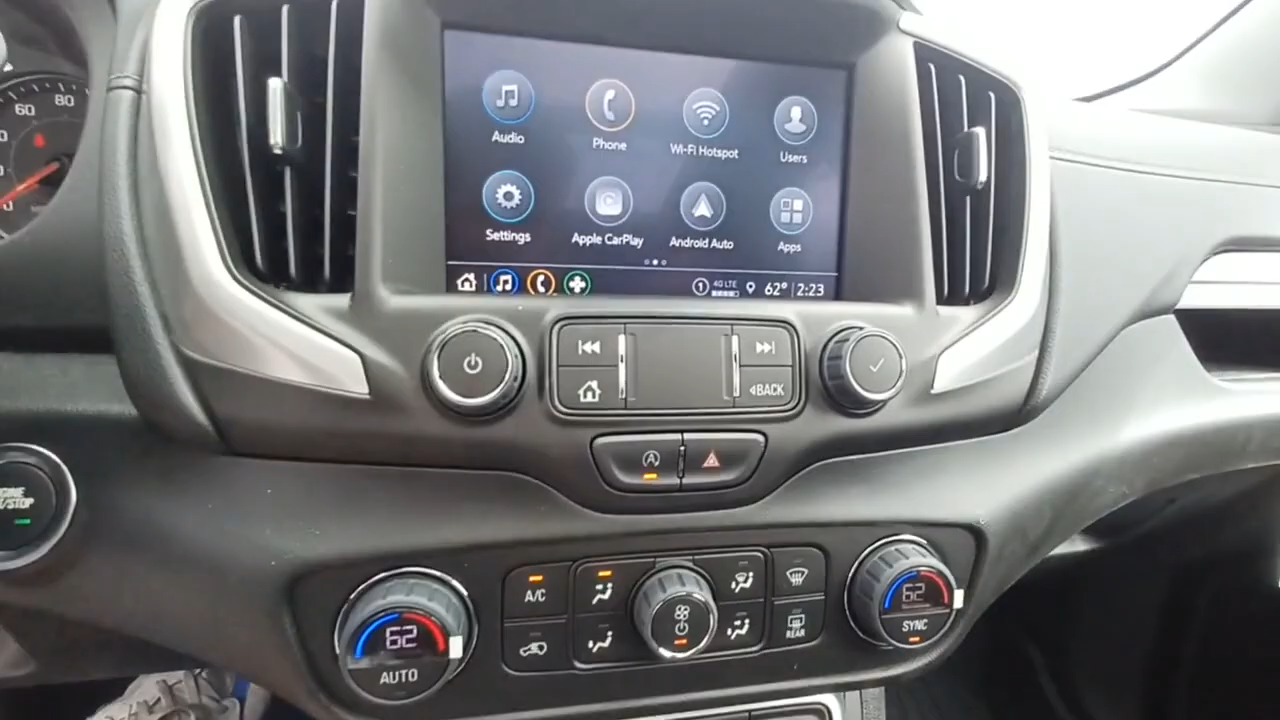 60 80
Audio
Phone
Wi-Fi Hotspot
Users
Settings
Apple CarPlay
Android Auto
Apps
1 4G LTE 62° 2:23
BACK
A
A/C
REAR
62
AUTO
62
SYNC